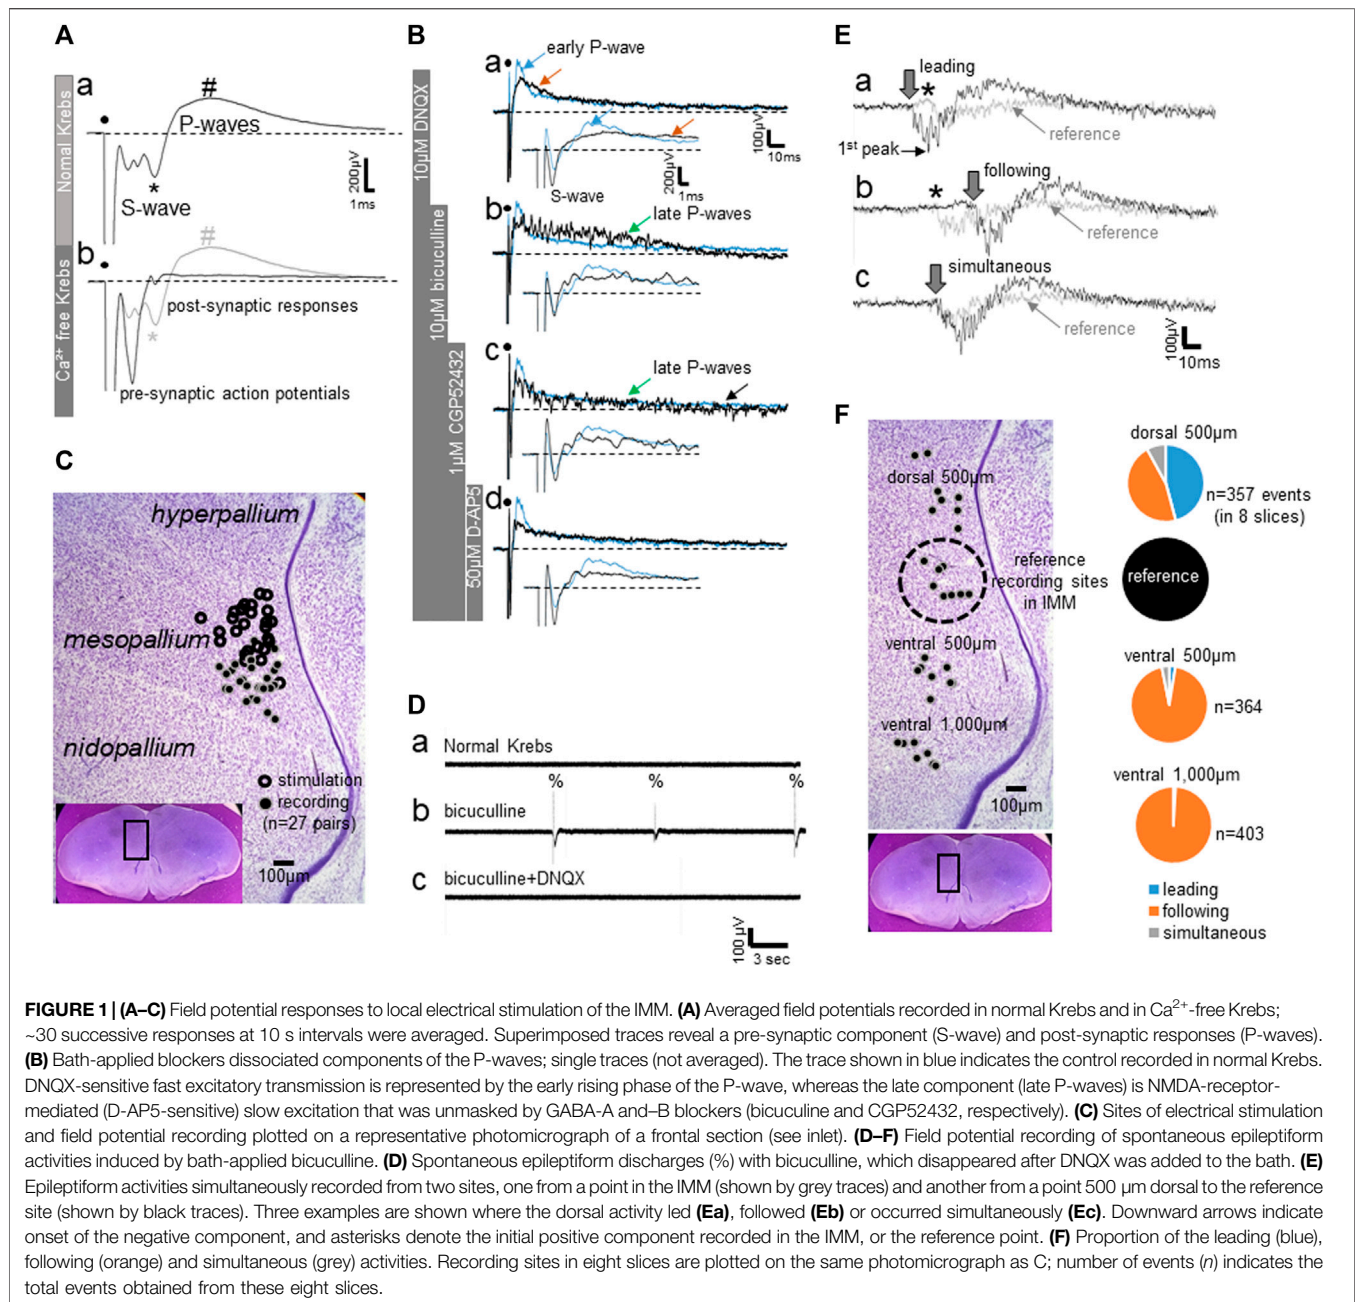 A
Nomal Krebs
a
#
P-waves
S-wave
*
200µV
1ms
Ca²⁺ free Krebs
b
#
post-synaptic responses
*
pre-synaptic action potentials
B
10µM DNQX
10µM bicuculline
1µM CGP52432
50µM D-AP5
a
early P-wave
S-wave
100µV
10ms
200µV
1ms
b
late P-waves
c
late P-waves
d
C
hyperpallium
mesopallium
nidopallium
stimulation
recording
(n=27 pairs)
100µm
D
a
Normal Krebs
% % %
b
bicuculline
c
bicuculline+DNQX
100 µV
3 sec
E
a
leading
*
1st peak
reference
b
*
following
reference
c
simultaneous
reference
100µV
10ms
F
dorsal 500µm
reference
recording sites
in IMM
ventral 500µm
ventral 1,000µm
100µm
dorsal 500µm
n=357 events
(in 8 slices)
reference
ventral 500µm
n=364
ventral 1,000µm
n=403
leading
following
simultaneous
FIGURE 1 | (A–C) Field potential responses to local electrical stimulation of the IMM. (A) Averaged field potentials recorded in normal Krebs and in Ca²⁺-free Krebs;
~30 successive responses at 10 s intervals were averaged. Superimposed traces reveal a pre-synaptic component (S-wave) and post-synaptic responses (P-waves).
(B) Bath-applied blockers dissociated components of the P-waves; single traces (not averaged). The trace shown in blue indicates the control recorded in normal Krebs.
DNQX-sensitive fast excitatory transmission is represented by the early rising phase of the P-wave, whereas the late component (late P-waves) is NMDA-receptor-
mediated (D-AP5-sensitive) slow excitation that was unmasked by GABA-A and–B blockers (bicuculine and CGP52432, respectively). (C) Sites of electrical stimulation
and field potential recording plotted on a representative photomicrograph of a frontal section (see inlet). (D–F) Field potential recording of spontaneous epileptiform
activities induced by bath-applied bicuculline. (D) Spontaneous epileptiform discharges (%) with bicuculline, which disappeared after DNQX was added to the bath. (E)
Epileptiform activities simultaneously recorded from two sites, one from a point in the IMM (shown by grey traces) and another from a point 500 µm dorsal to the reference
site (shown by black traces). Three examples are shown where the dorsal activity led (Ea), followed (Eb) or occurred simultaneously (Ec). Downward arrows indicate
onset of the negative component, and asterisks denote the initial positive component recorded in the IMM, or the reference point. (F) Proportion of the leading (blue),
following (orange) and simultaneous (grey) activities. Recording sites in eight slices are plotted on the same photomicrograph as C; number of events (n) indicates the
total events obtained from these eight slices.